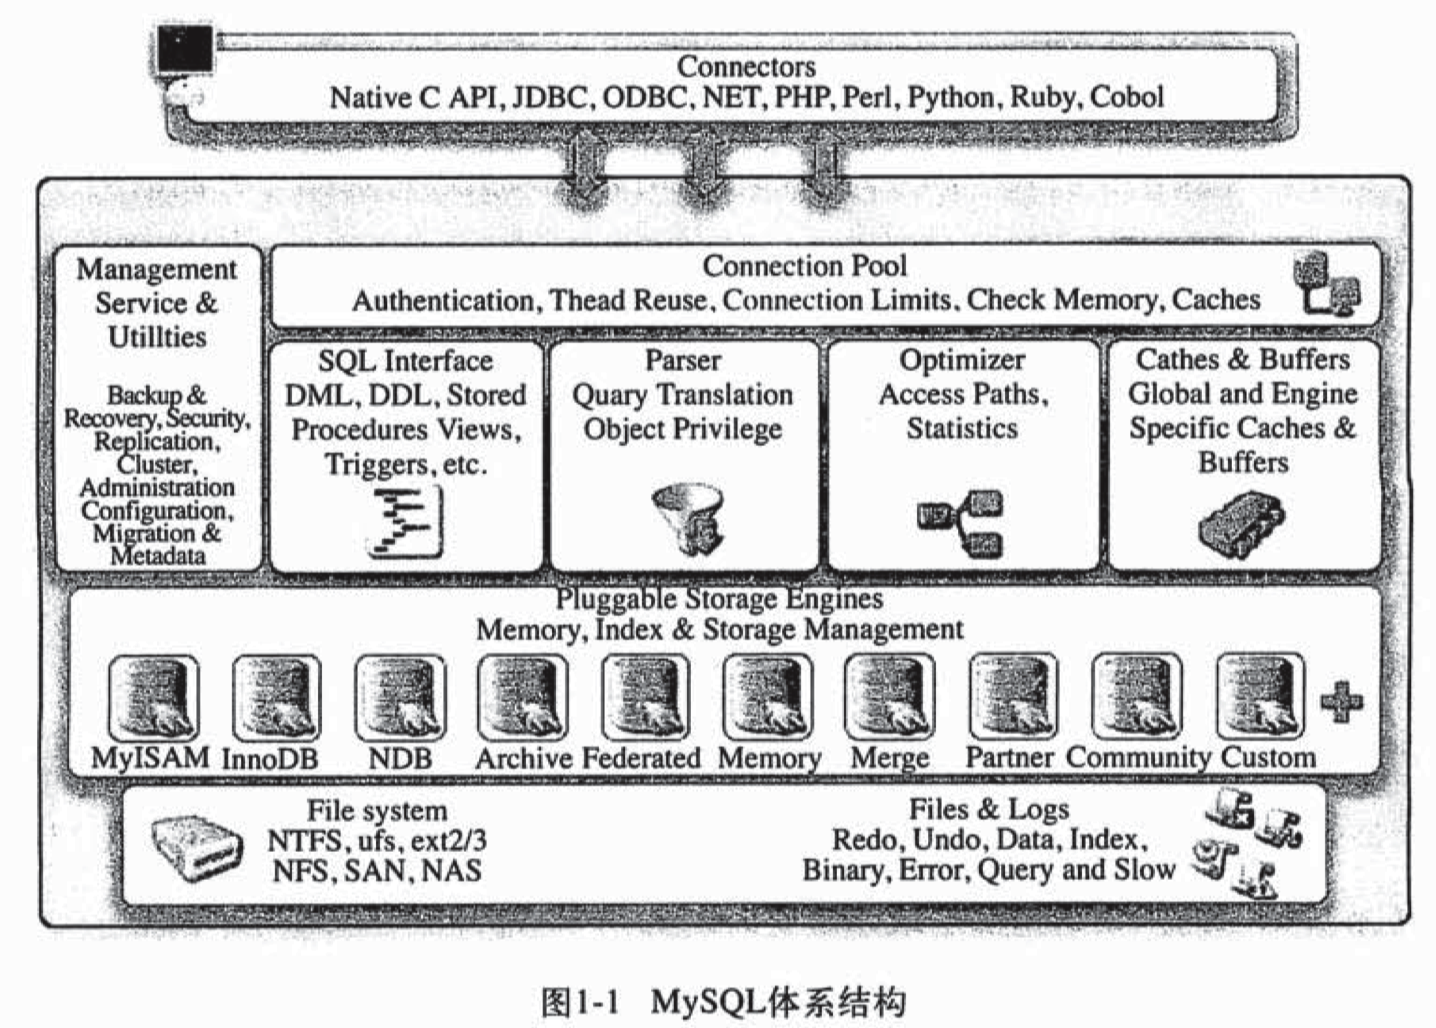 Connectors
Native C API, JDBC, ODBC, NET, PHP, Perl, Python, Ruby, Cobol
Management
Service &
Utillties
Backup &
Recovery, Security,
Replication,
Cluster,
Administration
Configuration,
Migration &
Metadata
Connection Pool
Authentication, Thead Reuse, Connection Limits, Check Memory, Caches
SQL Interface
DML, DDL, Stored
Procedures Views,
Triggers, etc.
Parser
Quary Translation
Object Privilege
Optimizer
Access Paths,
Statistics
Cathes & Buffers
Global and Engine
Specific Caches &
Buffers
Pluggable Storage Engines
Memory, Index & Storage Management
MyISAM InnoDB NDB Archive Federated Memory Merge Partner Community Custom
File system
NTFS, ufs, ext2/3
NFS, SAN, NAS
Files & Logs
Redo, Undo, Data, Index,
Binary, Error, Query and Slow
图1-1 MySQL体系结构